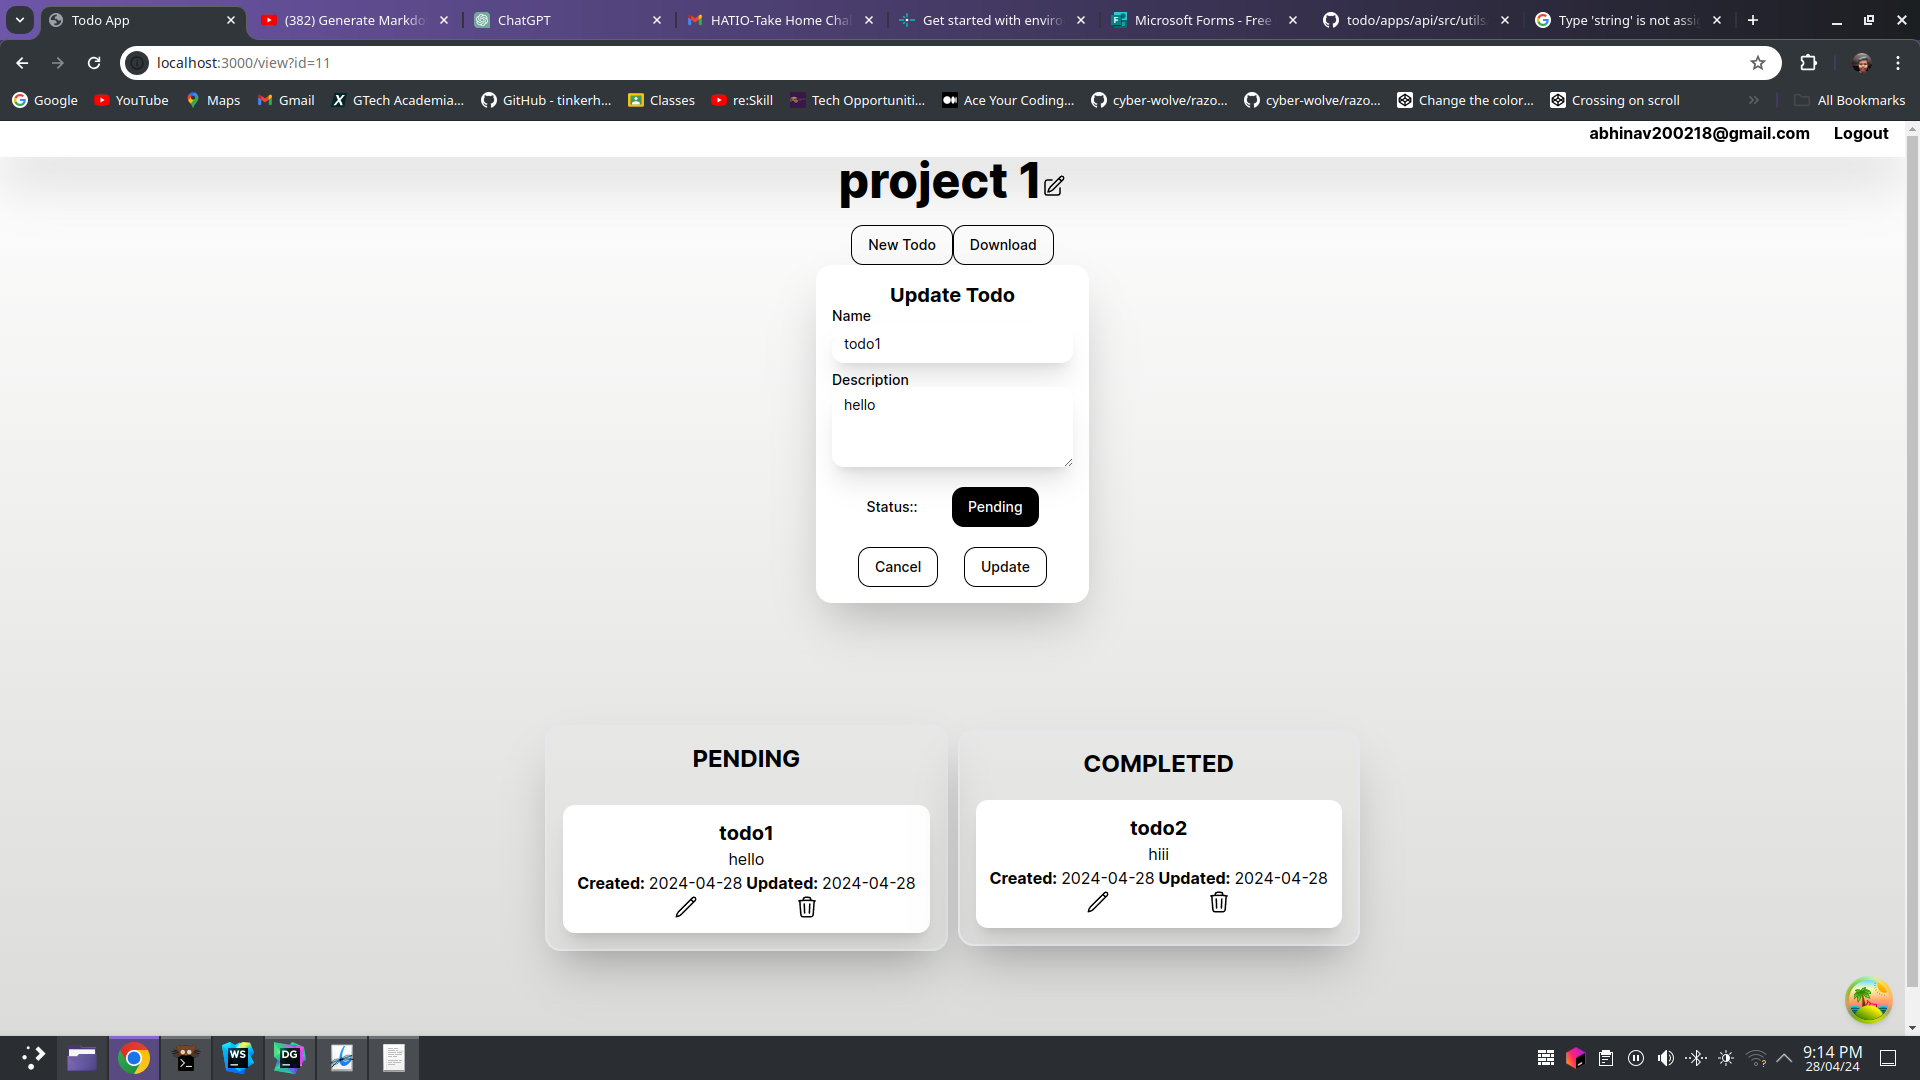 Todo App
(382) Generate Markdo
ChatGPT
HATIO-Take Home Cha
Get started with enviro
Microsoft Forms - Free
todo/apps/api/src/utils
Type 'string' is not assi
localhost:3000/view?id=11
Google
YouTube
Maps
Gmail
GTech Academia...
GitHub - tinkerh...
Classes
re:Skill
Tech Opportuniti...
Ace Your Coding...
cyber-wolve/razo...
cyber-wolve/razo...
Change the color...
Crossing on scroll
All Bookmarks
abhinav200218@gmail.com
Logout
project 1
New Todo
Download
Update Todo
Name
todo1
Description
hello
Status::
Pending
Cancel
Update
PENDING
todo1
hello
Created: 2024-04-28 Updated: 2024-04-28
COMPLETED
todo2
hiii
Created: 2024-04-28 Updated: 2024-04-28
WS
DG
9:14 PM
28/04/24